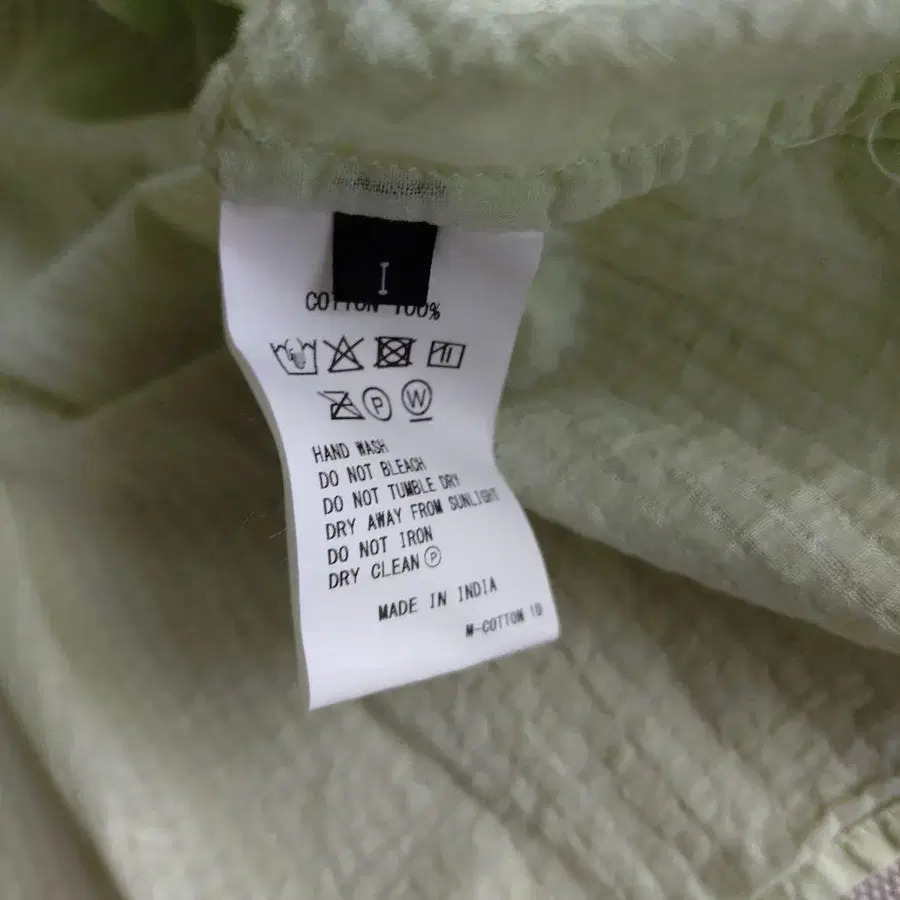 I
COTTON 100%
P W
HAND WASH
DO NOT BLEACH
DO NOT TUMBLE DRY
DRY AWAY FROM SUNLIGHT
DO NOT IRON
DRY CLEAN Ⓟ
MADE IN INDIA
M-COTTON 10